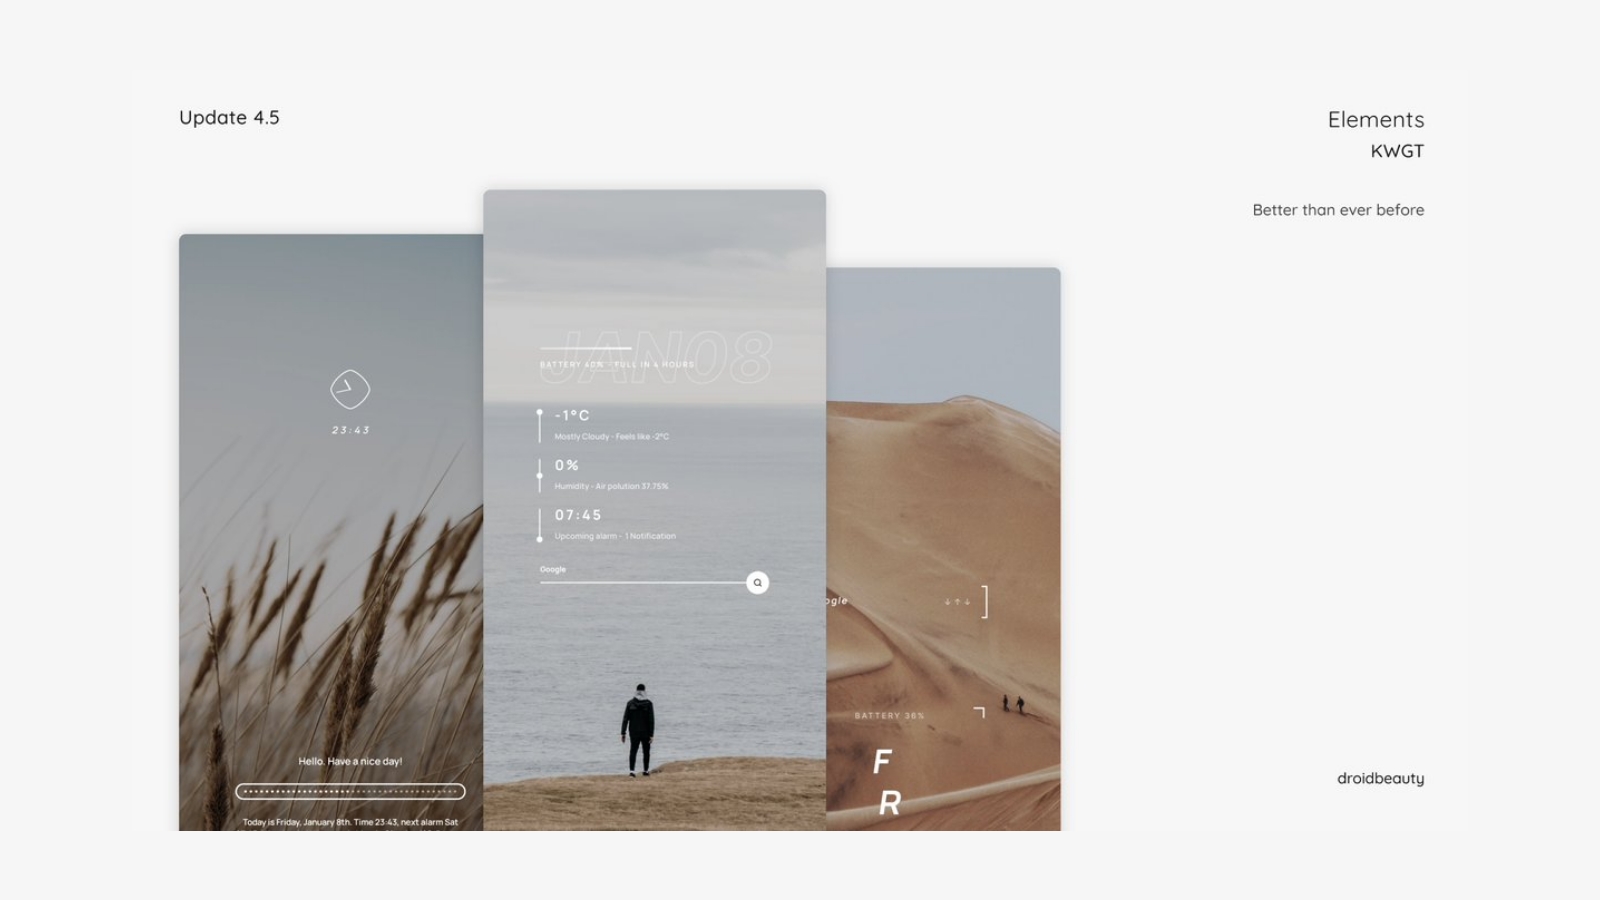 Update 4.5
Elements
KWGT
Better than ever before
23:43
Hello. Have a nice day!
Today is Friday, January 8th. Time 23:43, next alarm Sat
JAN08
BATTERY 40% - FULL IN 4 HOURS
-1°C
Mostly Cloudy - Feels like -2°C
0%
Humidity - Air polution 37.75%
07:45
Upcoming alarm - 1 Notification
Google
ogle
↓↑↓
BATTERY 36%
F
R
droidbeauty